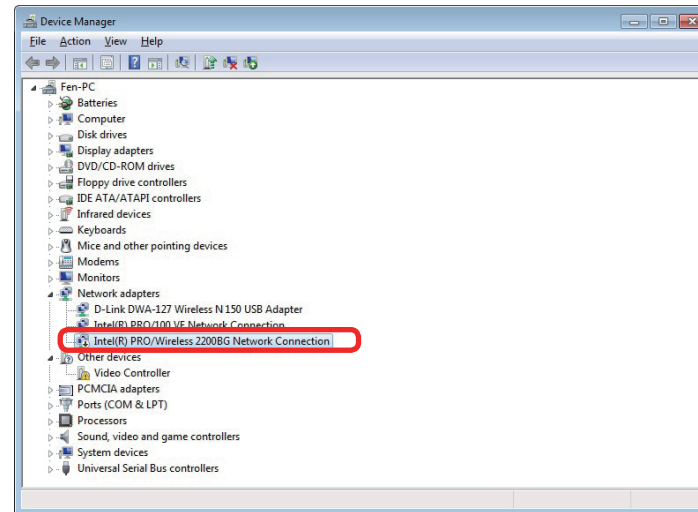 Device Manager
File Action View Help
Fen-PC
Batteries
Computer
Disk drives
Display adapters
DVD/CD-ROM drives
Floppy drive controllers
IDE ATA/ATAPI controllers
Infrared devices
Keyboards
Mice and other pointing devices
Modems
Monitors
Network adapters
D-Link DWA-127 Wireless N 150 USB Adapter
Intel(R) PRO/100 VE Network Connection
Intel(R) PRO/Wireless 2200BG Network Connection
Other devices
Video Controller
PCMCIA adapters
Ports (COM & LPT)
Processors
Sound, video and game controllers
System devices
Universal Serial Bus controllers